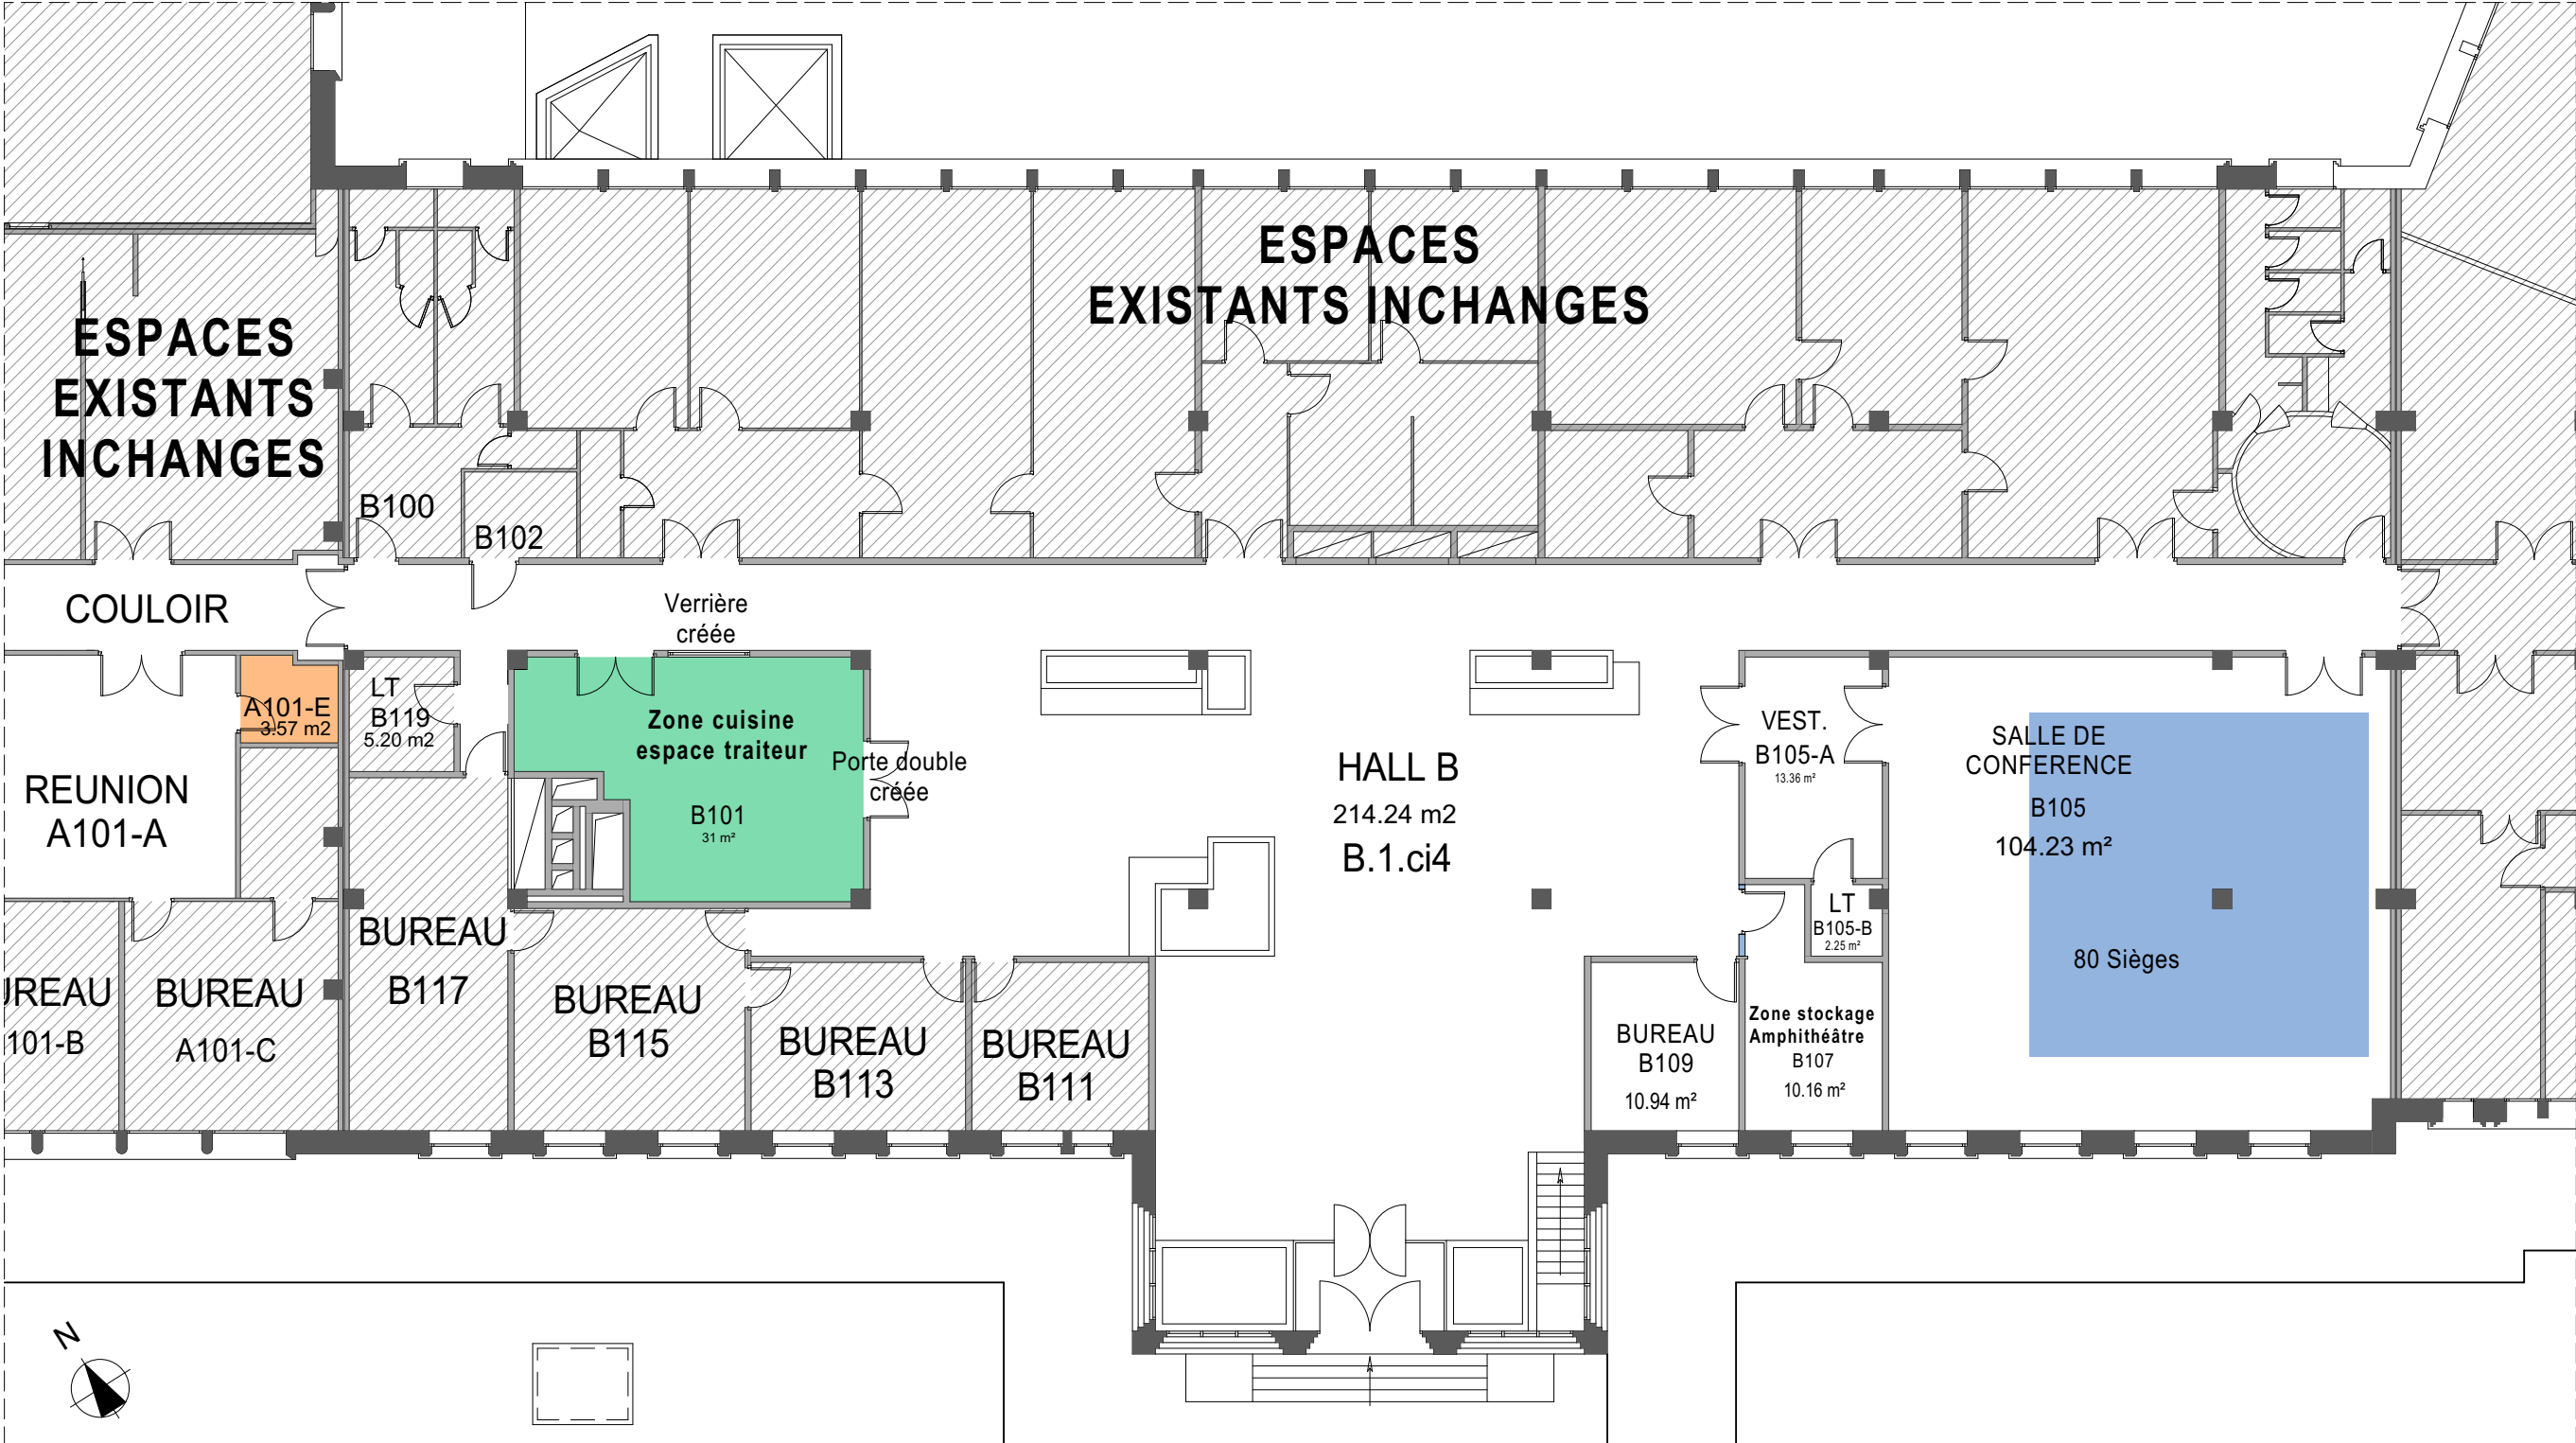 ESPACES
EXISTANTS INCHANGES
ESPACES
EXISTANTS
INCHANGES
B100
B102
COULOIR
Verrière
créée
A101-E
3.57 m2
LT
B119
5.20 m2
Zone cuisine
espace traiteur
Porte double
créée
B101
31 m²
REUNION
A101-A
HALL B
214.24 m2
B.1.ci4
VEST.
B105-A
13.36 m²
SALLE DE
CONFERENCE
B105
104.23 m²
80 Sièges
LT
B105-B
2.25 m²
BUREAU
B117
UREAU
101-B
BUREAU
A101-C
BUREAU
B115
BUREAU
B113
BUREAU
B111
BUREAU
B109
10.94 m²
Zone stockage
Amphithéâtre
B107
10.16 m²
N